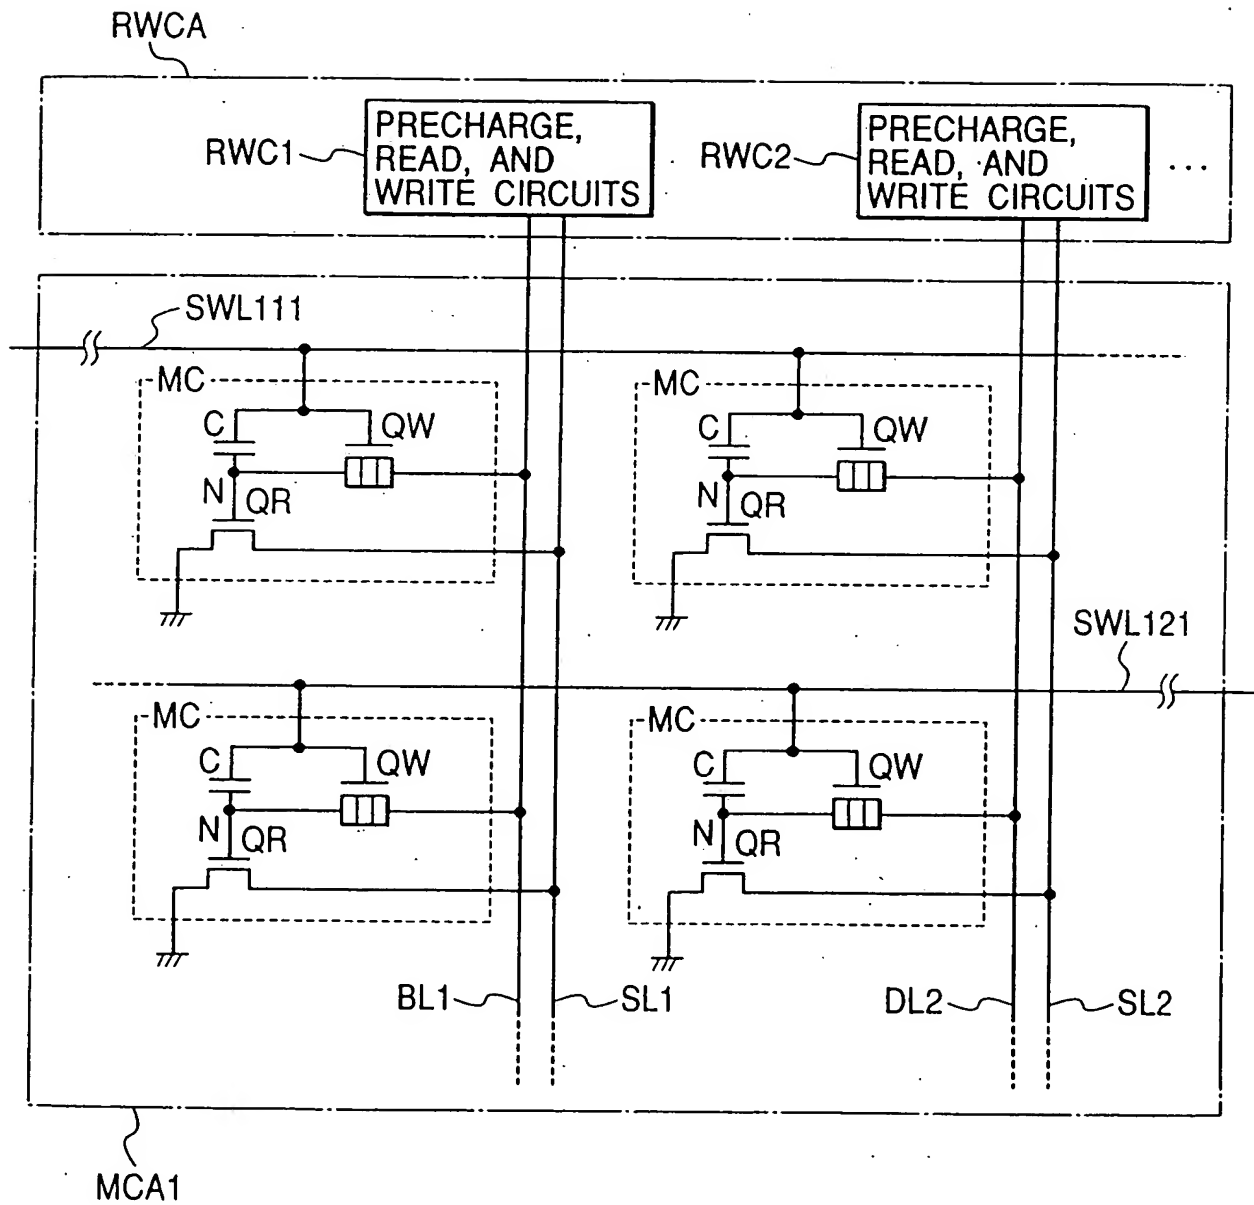 RWCA
RWC1
PRECHARGE,
READ, AND
WRITE CIRCUITS
RWC2
PRECHARGE,
READ, AND
WRITE CIRCUITS
...
SWL111
MC
C
QW
N
QR
MC
C
QW
N
QR
SWL121
MC
C
QW
N
QR
MC
C
QW
N
QR
BL1
SL1
DL2
SL2
MCA1